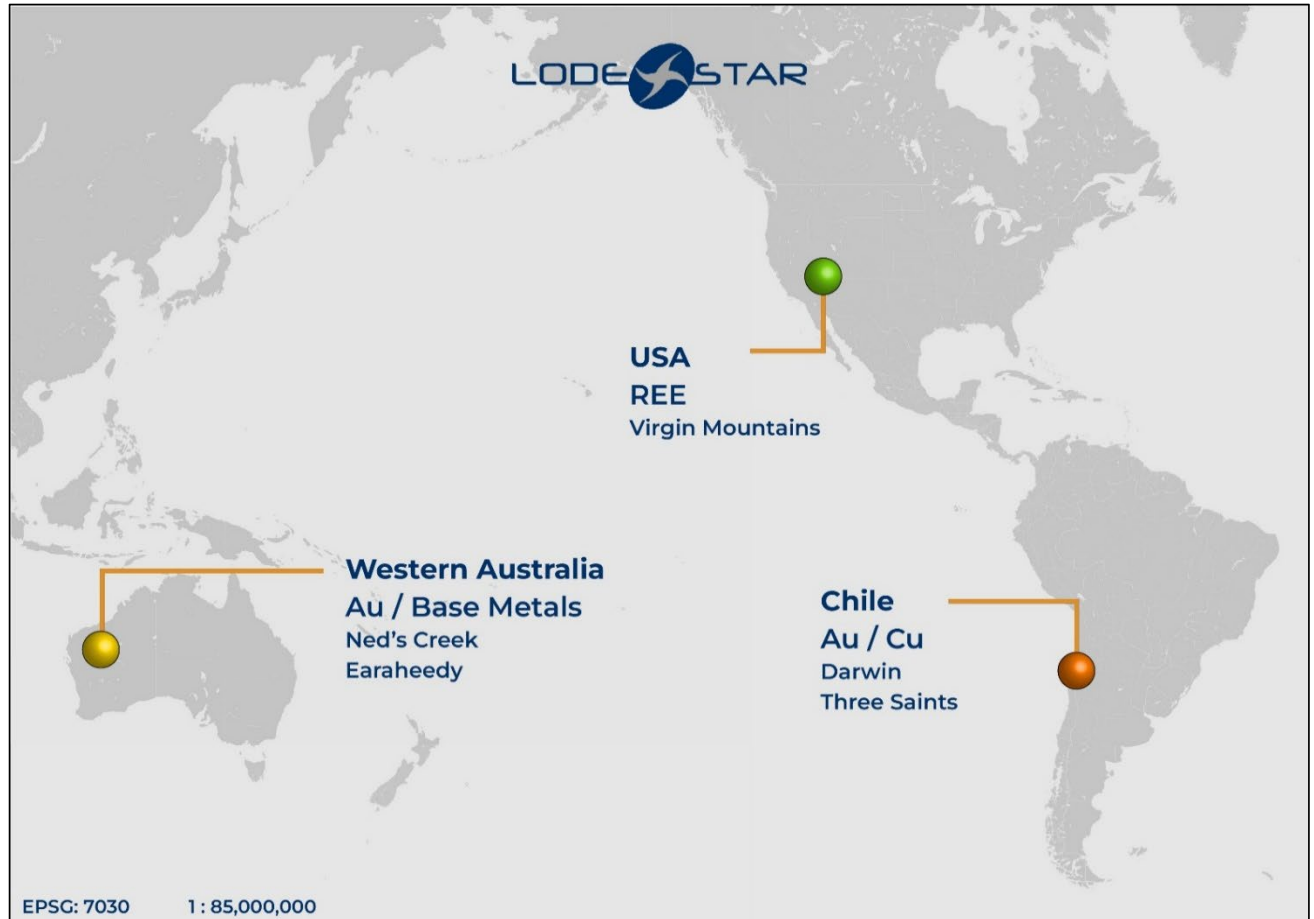 LODESTAR
USA
REE
Virgin Mountains
Western Australia
Au / Base Metals
Ned's Creek
Earaheedy
Chile
Au / Cu
Darwin
Three Saints
EPSG: 7030 1 : 85,000,000